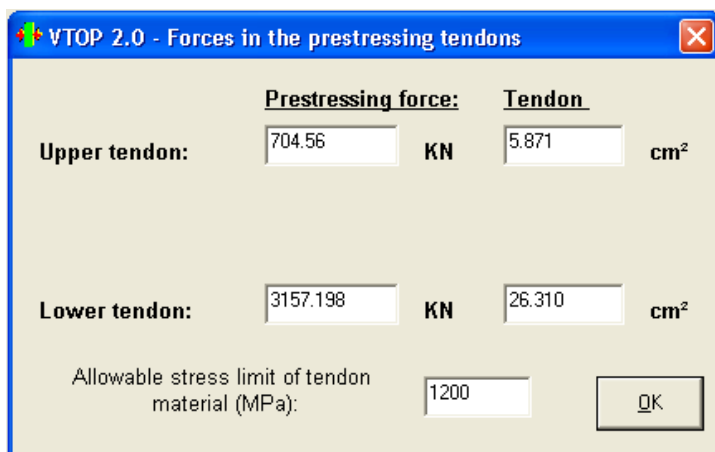 VTOP 2.0 - Forces in the prestressing tendons
Prestressing force: Tendon
Upper tendon: 704.56 KN 5.871 cm²
Lower tendon: 3157.198 KN 26.310 cm²
Allowable stress limit of tendon
material (MPa): 1200 OK